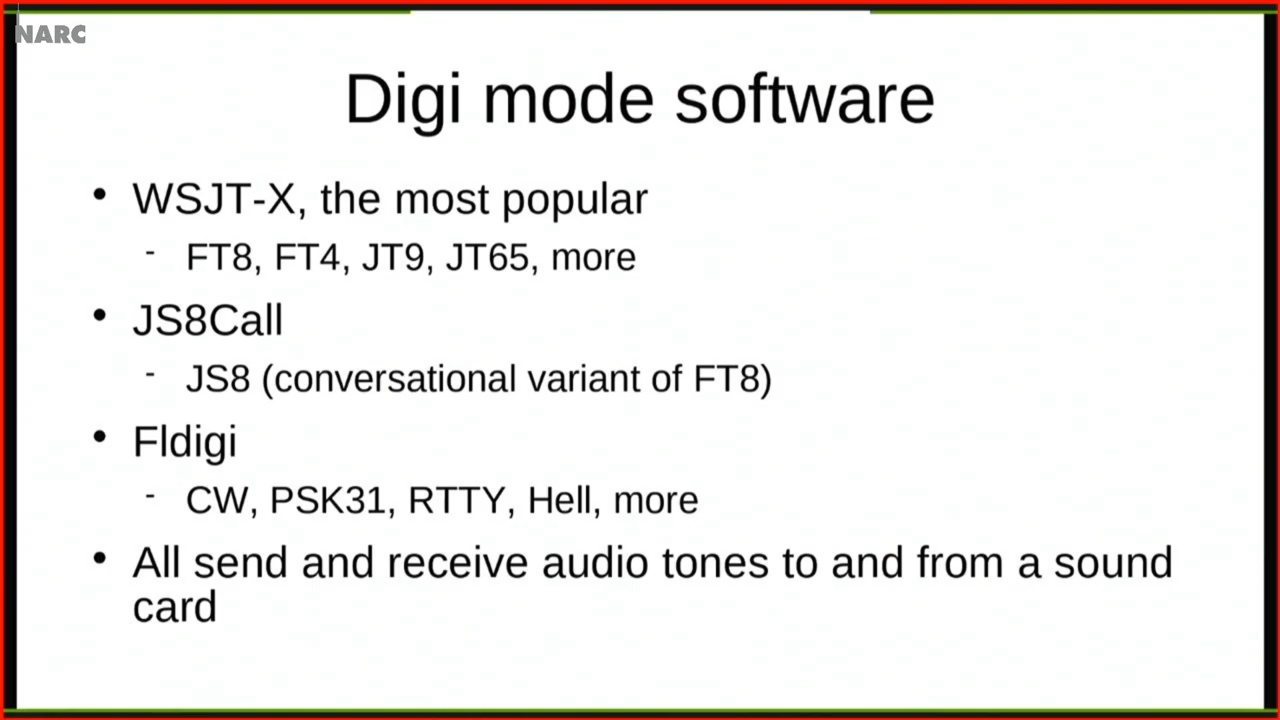 NARC
Digi mode software
• WSJT-X, the most popular
- FT8, FT4, JT9, JT65, more
• JS8Call
- JS8 (conversational variant of FT8)
• Fldigi
- CW, PSK31, RTTY, Hell, more
• All send and receive audio tones to and from a sound
card